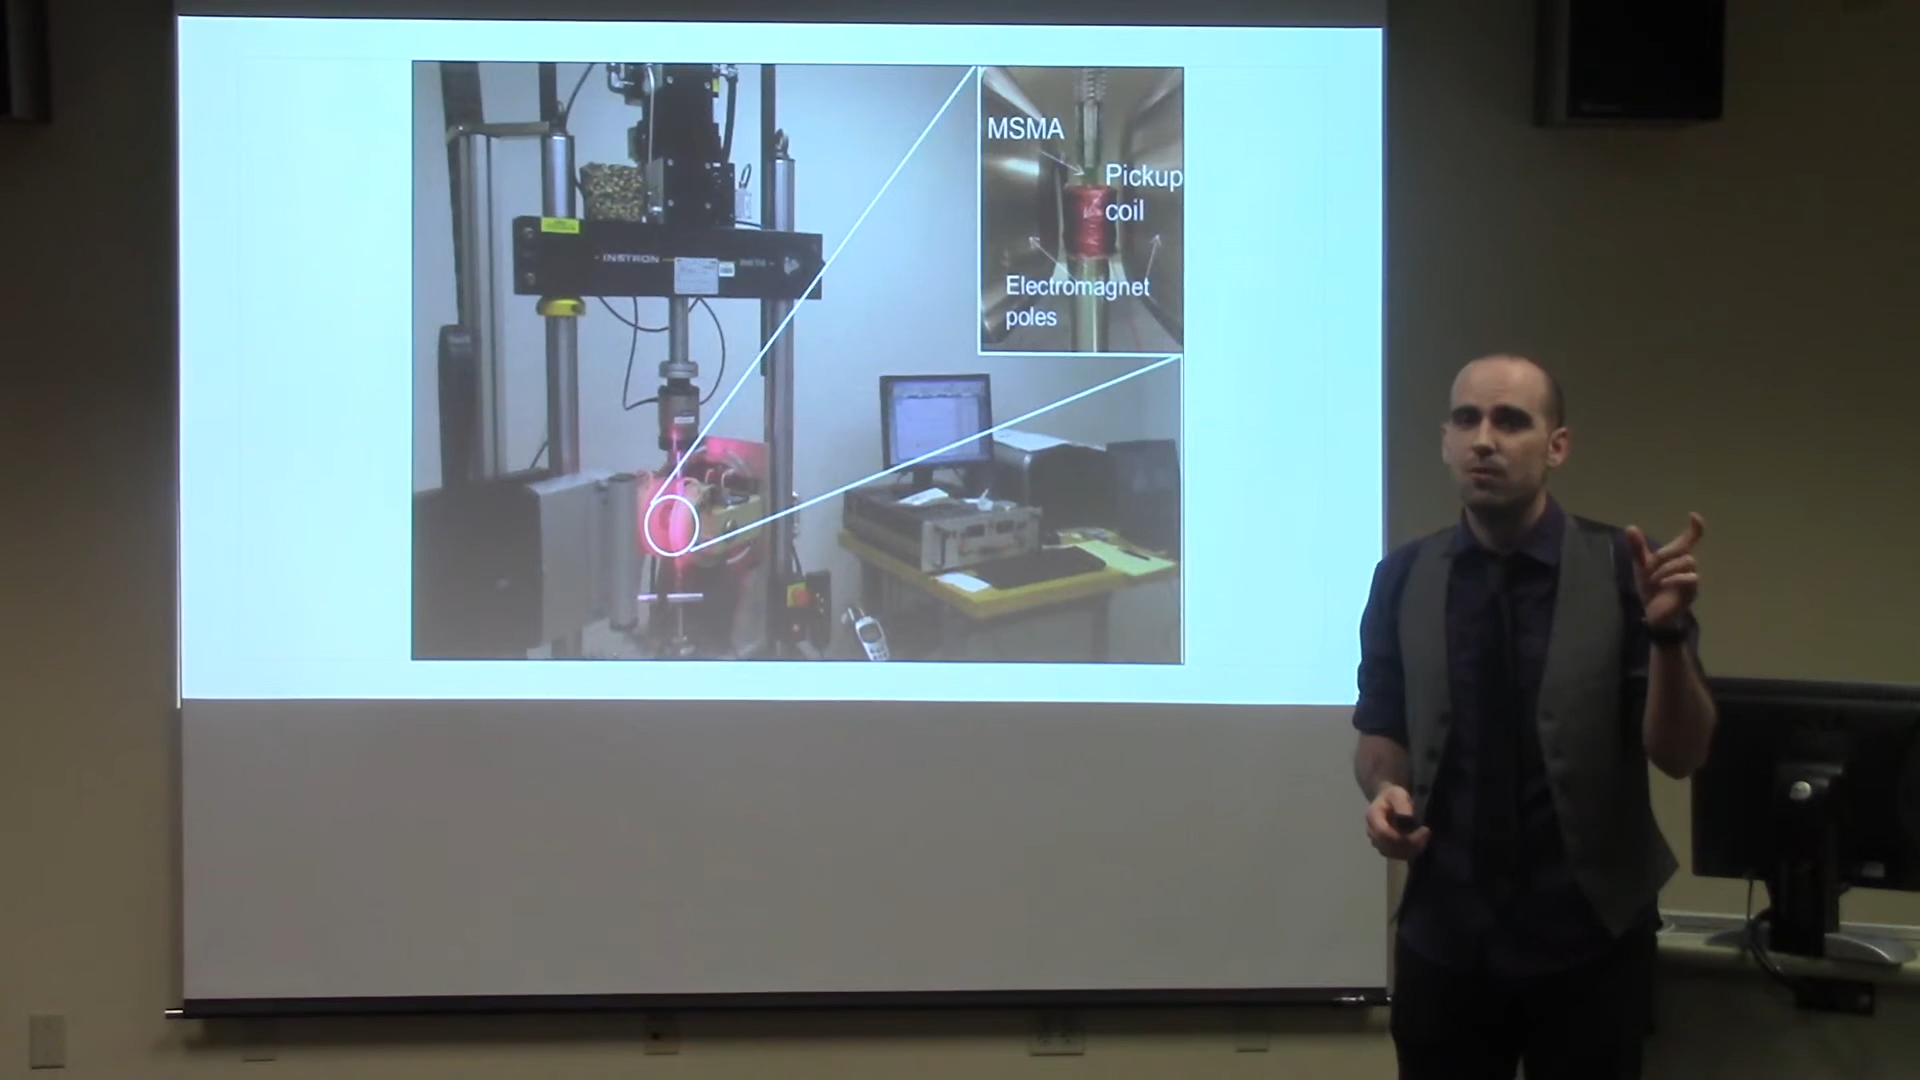 MSMA
Pickup
coil
Electromagnet
poles
INSTRON